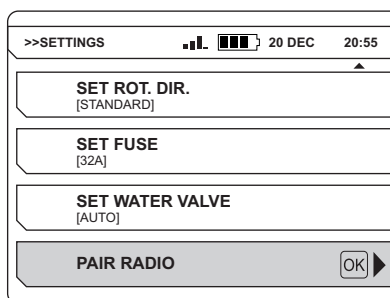 >>SETTINGS 20 DEC 20:55
SET ROT. DIR.
[STANDARD]
SET FUSE
[32A]
SET WATER VALVE
[AUTO]
PAIR RADIO OK